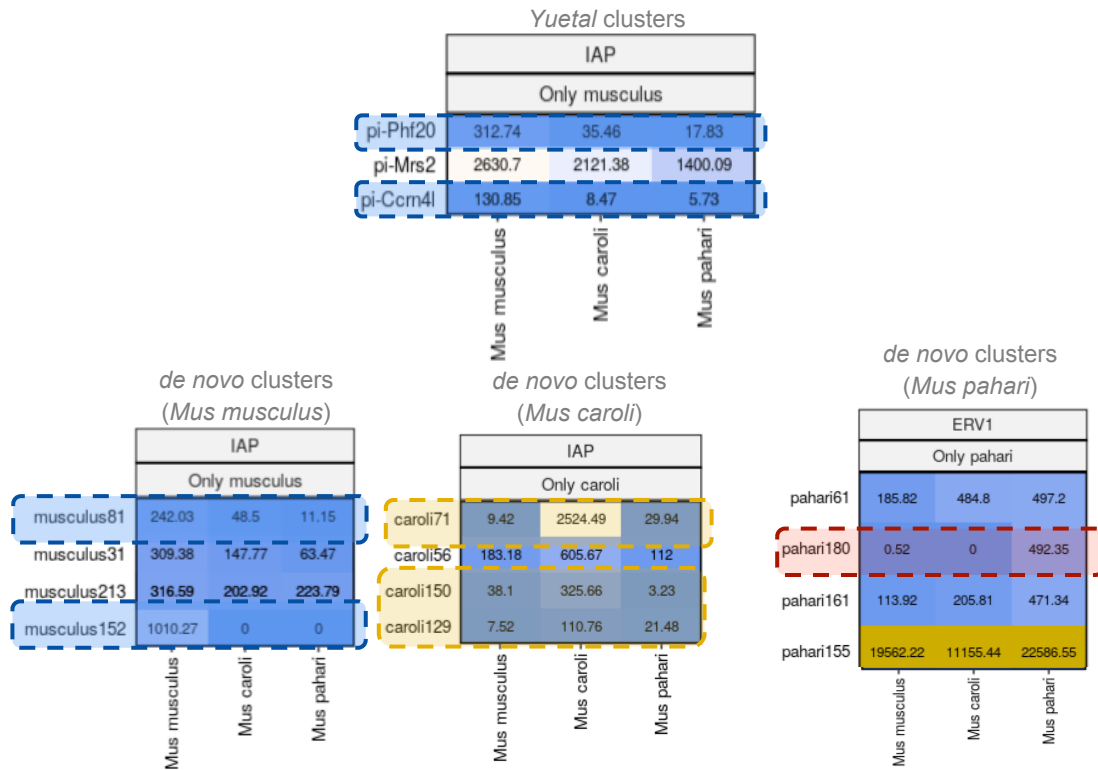 Yuetal clusters
IAP
Only musculus
pi-Phf20 312.74 35.46 17.83
pi-Mrs2 2630.7 2121.38 1400.09
pi-Ccrn4l 130.85 8.47 5.73
Mus musculus
Mus caroli
Mus pahari
de novo clusters
(Mus musculus)
IAP
Only musculus
musculus81 242.03 48.5 11.15
musculus31 309.38 147.77 63.47
musculus213 316.59 202.92 223.79
musculus152 1010.27 0 0
Mus musculus
Mus caroli
Mus pahari
de novo clusters
(Mus caroli)
IAP
Only caroli
caroli71 9.42 2524.49 29.94
caroli56 183.18 605.67 112
caroli150 38.1 325.66 3.23
caroli129 7.52 110.76 21.48
Mus musculus
Mus caroli
Mus pahari
de novo clusters
(Mus pahari)
ERV1
Only pahari
pahari61 185.82 484.8 497.2
pahari180 0.52 0 492.35
pahari161 113.92 205.81 471.34
pahari155 19562.22 11155.44 22586.55
Mus musculus
Mus caroli
Mus pahari